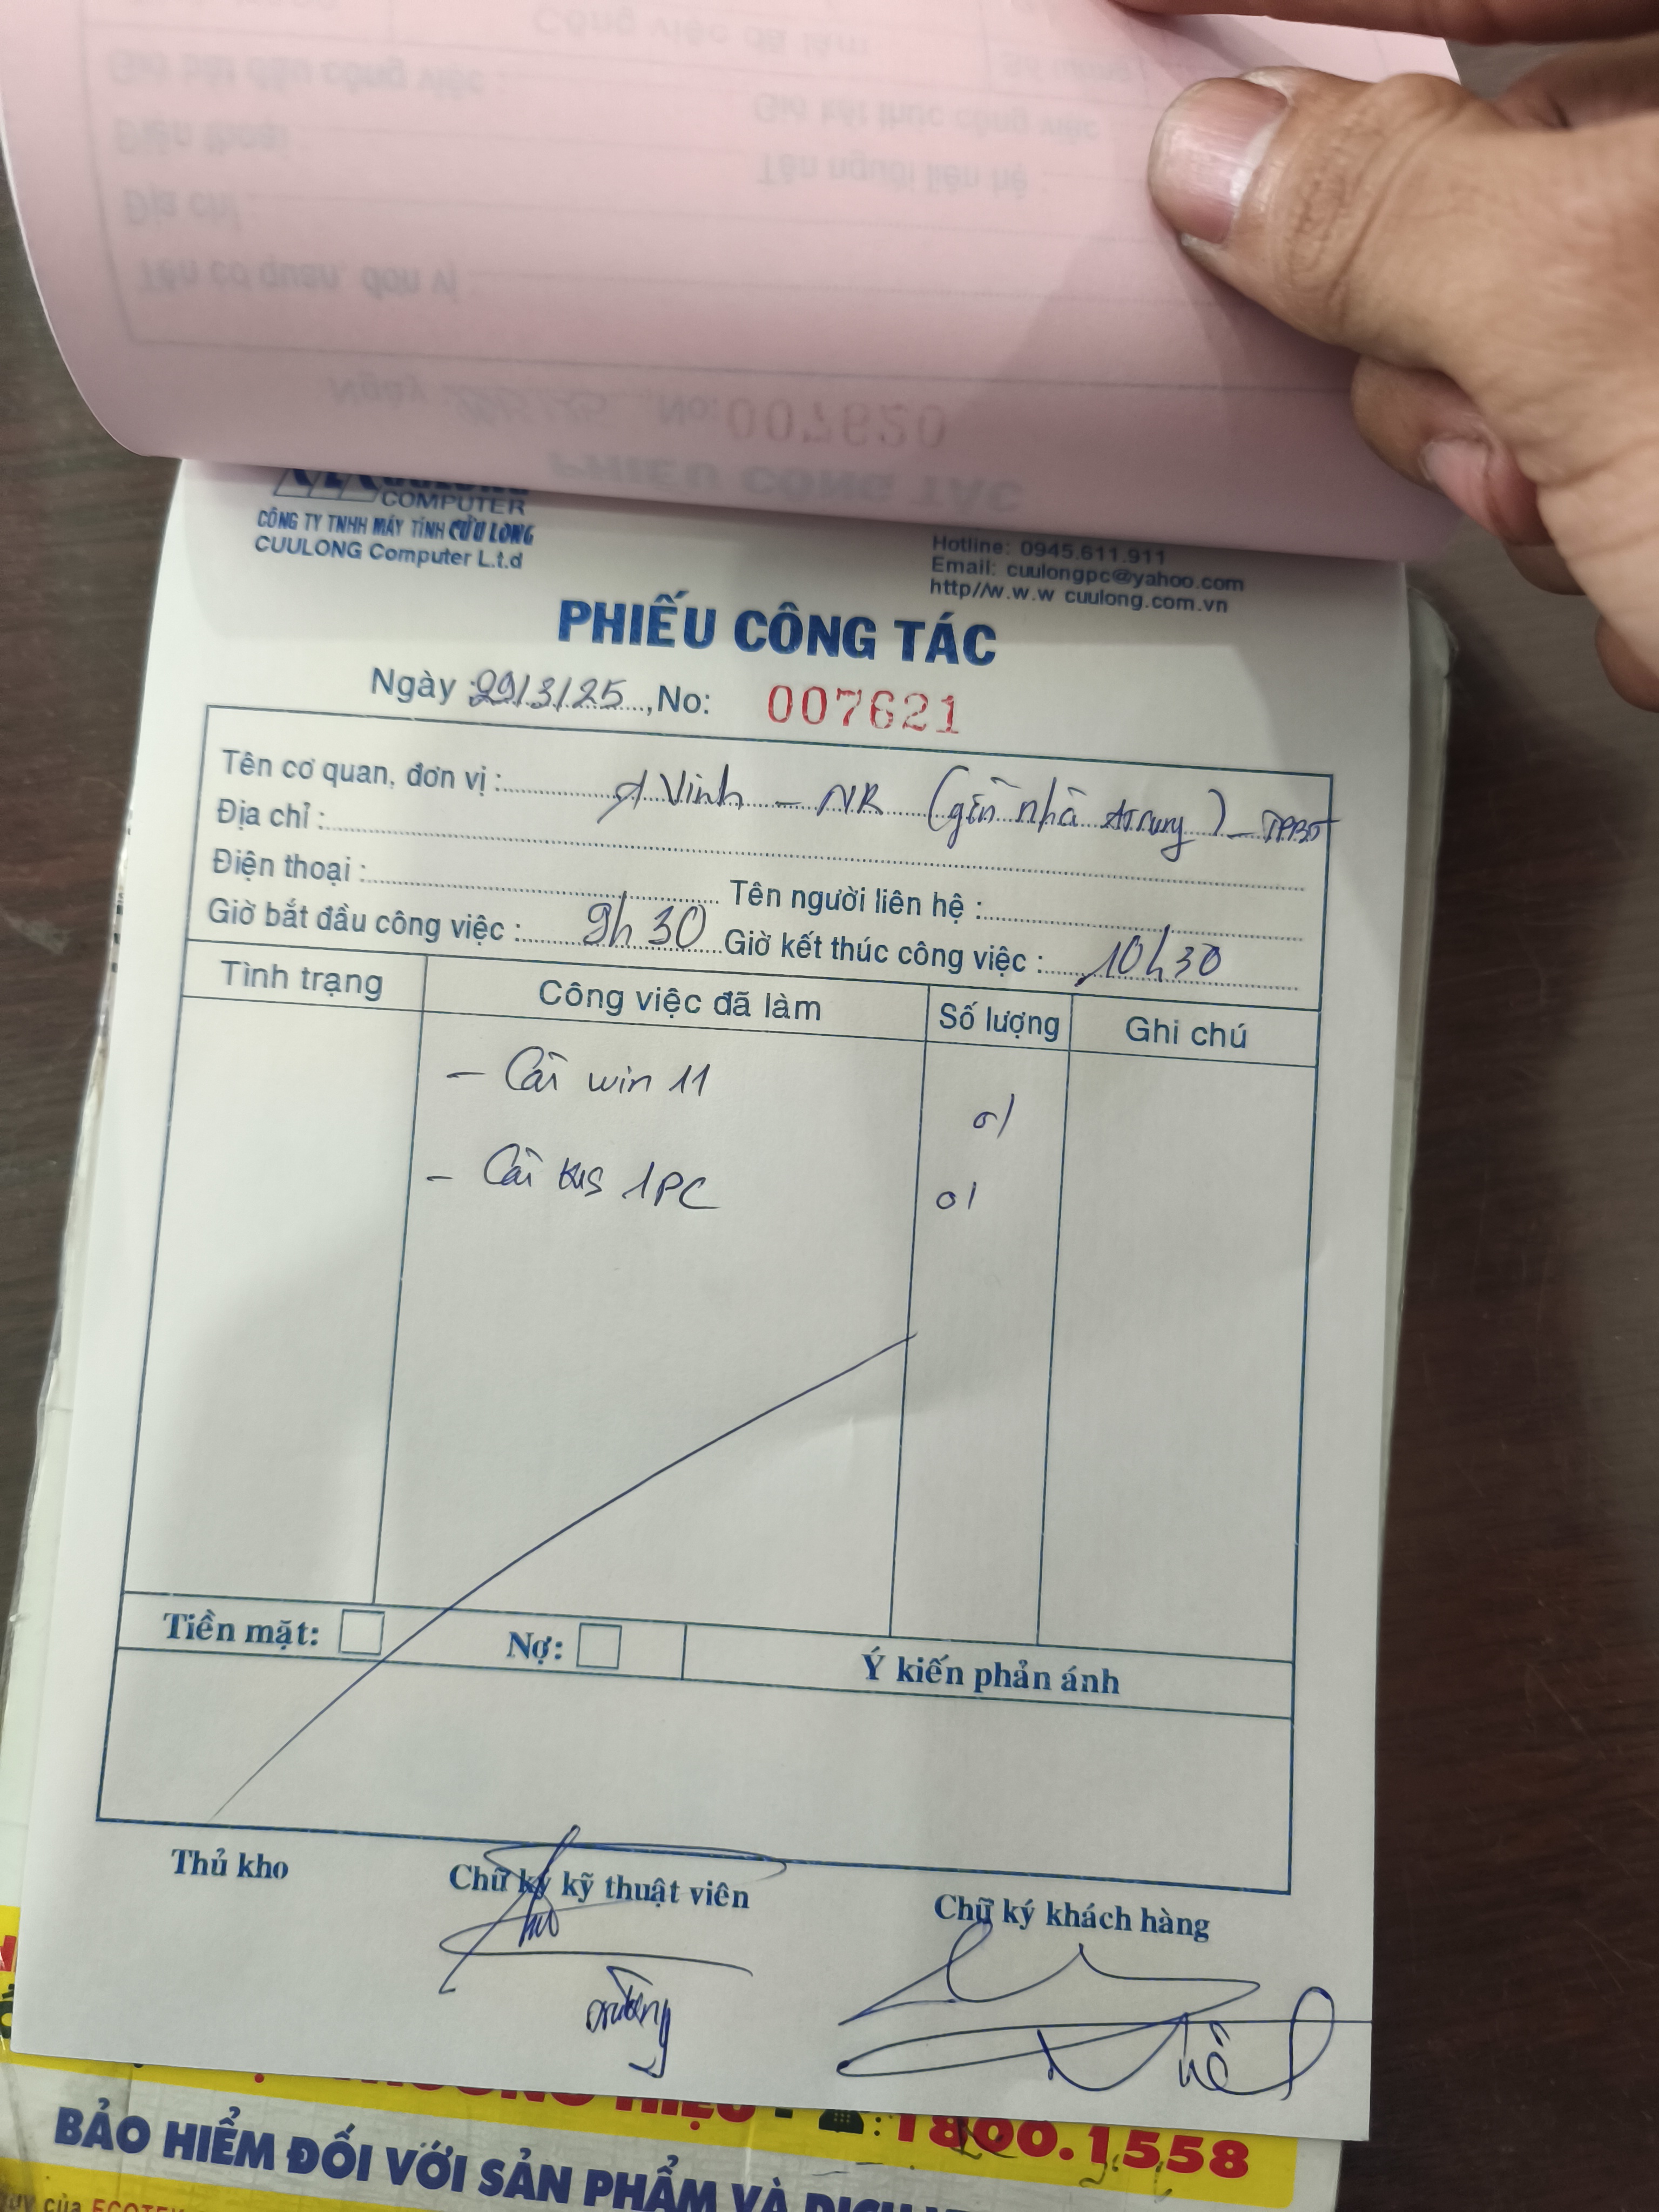 COMPUTER
CÔNG TY TNHH MÁY TÍNH CỬU LONG
CUULONG Computer L.t.d
Hotline: 0945.611.911
Email: cuulongpc@yahoo.com
http//w.w.w cuulong.com.vn
PHIẾU CÔNG TÁC
Ngày : 29/3/25 , No: 007621
Tên cơ quan, đơn vị : A Vinh - NR (gần nhà A Trung) - TPBT
Địa chỉ :
Điện thoại : Tên người liên hệ :
Giờ bắt đầu công việc : 9h30 Giờ kết thúc công việc : 10h30
Tình trạng Công việc đã làm Số lượng Ghi chú
- Cài win 11 01
- Cài KIS 1PC 01
Tiền mặt: Nợ: Ý kiến phản ánh
Thủ kho Chữ ký kỹ thuật viên Chữ ký khách hàng
: 1800.1558
BẢO HIỂM ĐỐI VỚI SẢN PHẨM VÀ
của